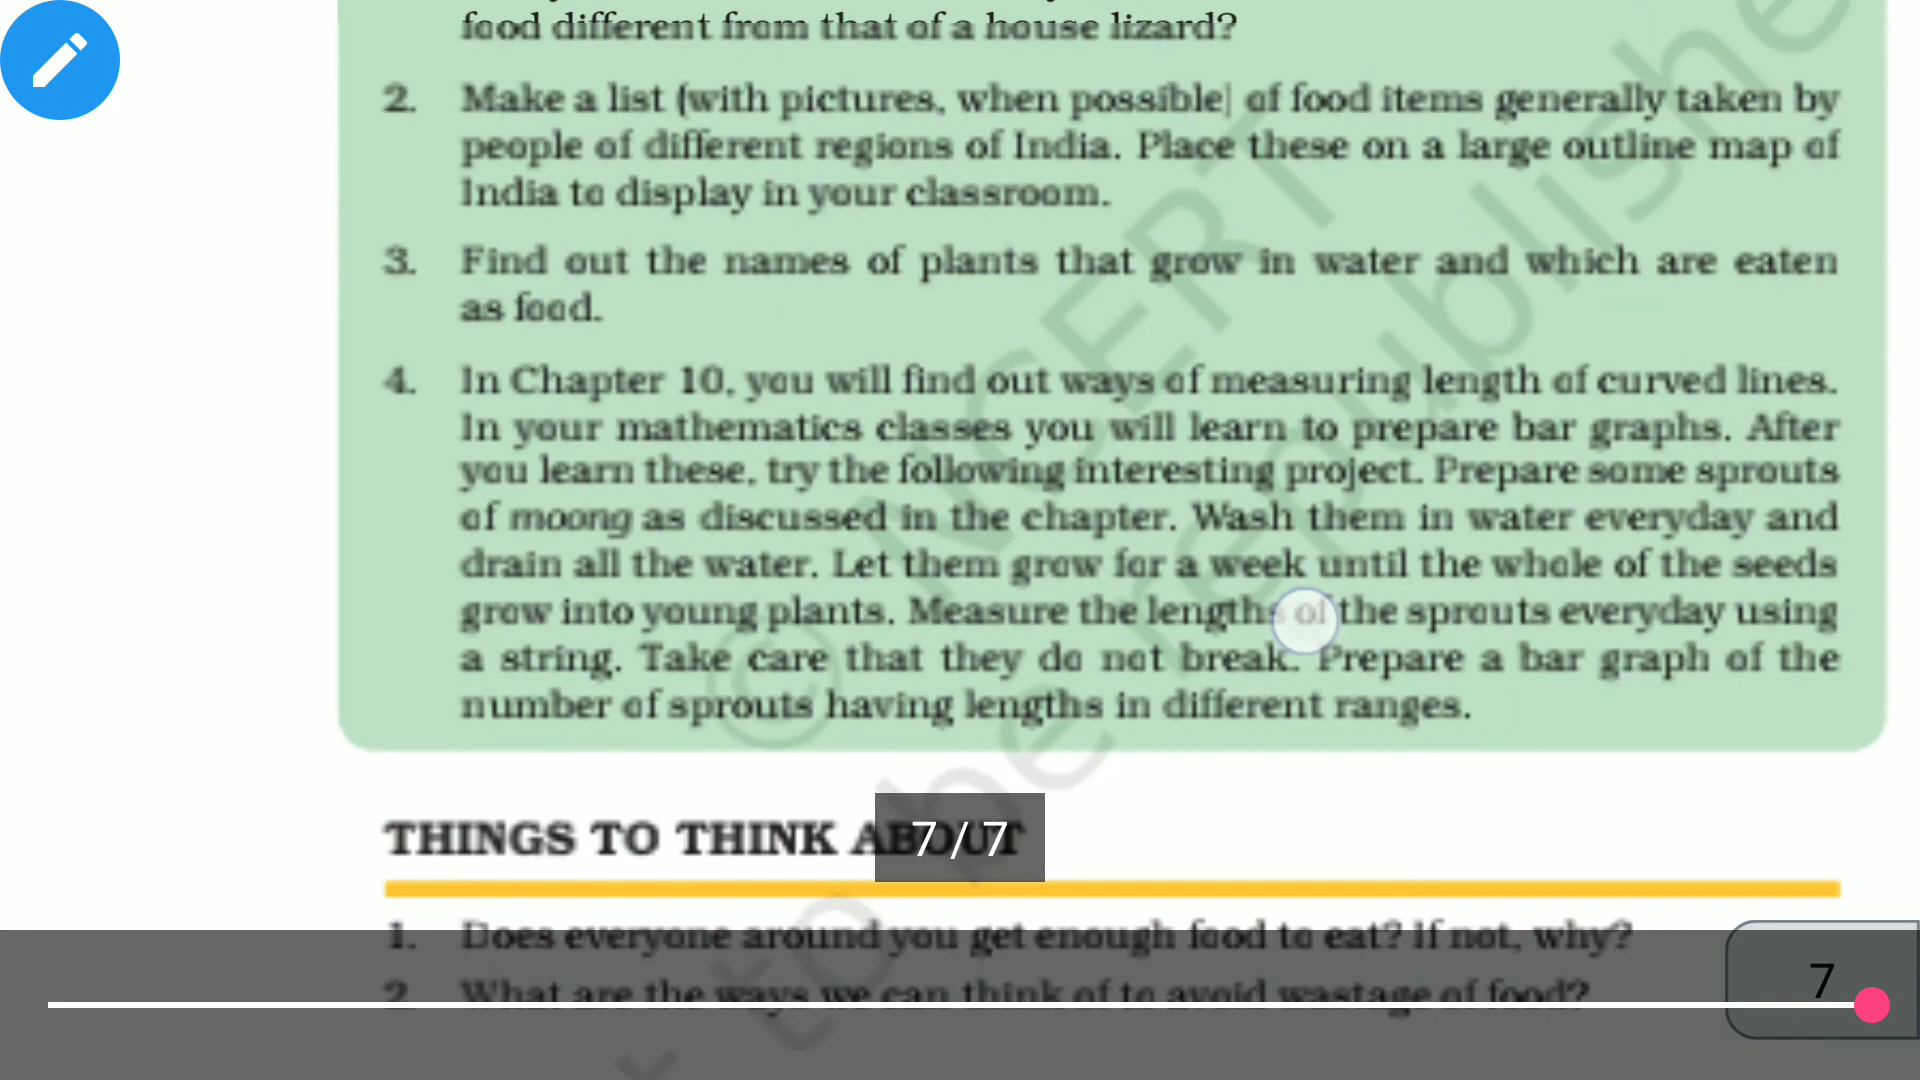 food different from that of a house lizard?
2. Make a list (with pictures, when possible) of food items generally taken by
people of different regions of India. Place these on a large outline map of
India to display in your classroom.
3. Find out the names of plants that grow in water and which are eaten
as food.
4. In Chapter 10, you will find out ways of measuring length of curved lines.
In your mathematics classes you will learn to prepare bar graphs. After
you learn these, try the following interesting project. Prepare some sprouts
of moong as discussed in the chapter. Wash them in water everyday and
drain all the water. Let them grow for a week until the whole of the seeds
grow into young plants. Measure the lengths of the sprouts everyday using
a string. Take care that they do not break. Prepare a bar graph of the
number of sprouts having lengths in different ranges.
THINGS TO THINK ABOUT
7 / 7
1. Does everyone around you get enough food to eat? If not, why?
2. What are the ways we can think of to avoid wastage of food?
7
© NCERT
to be republishe